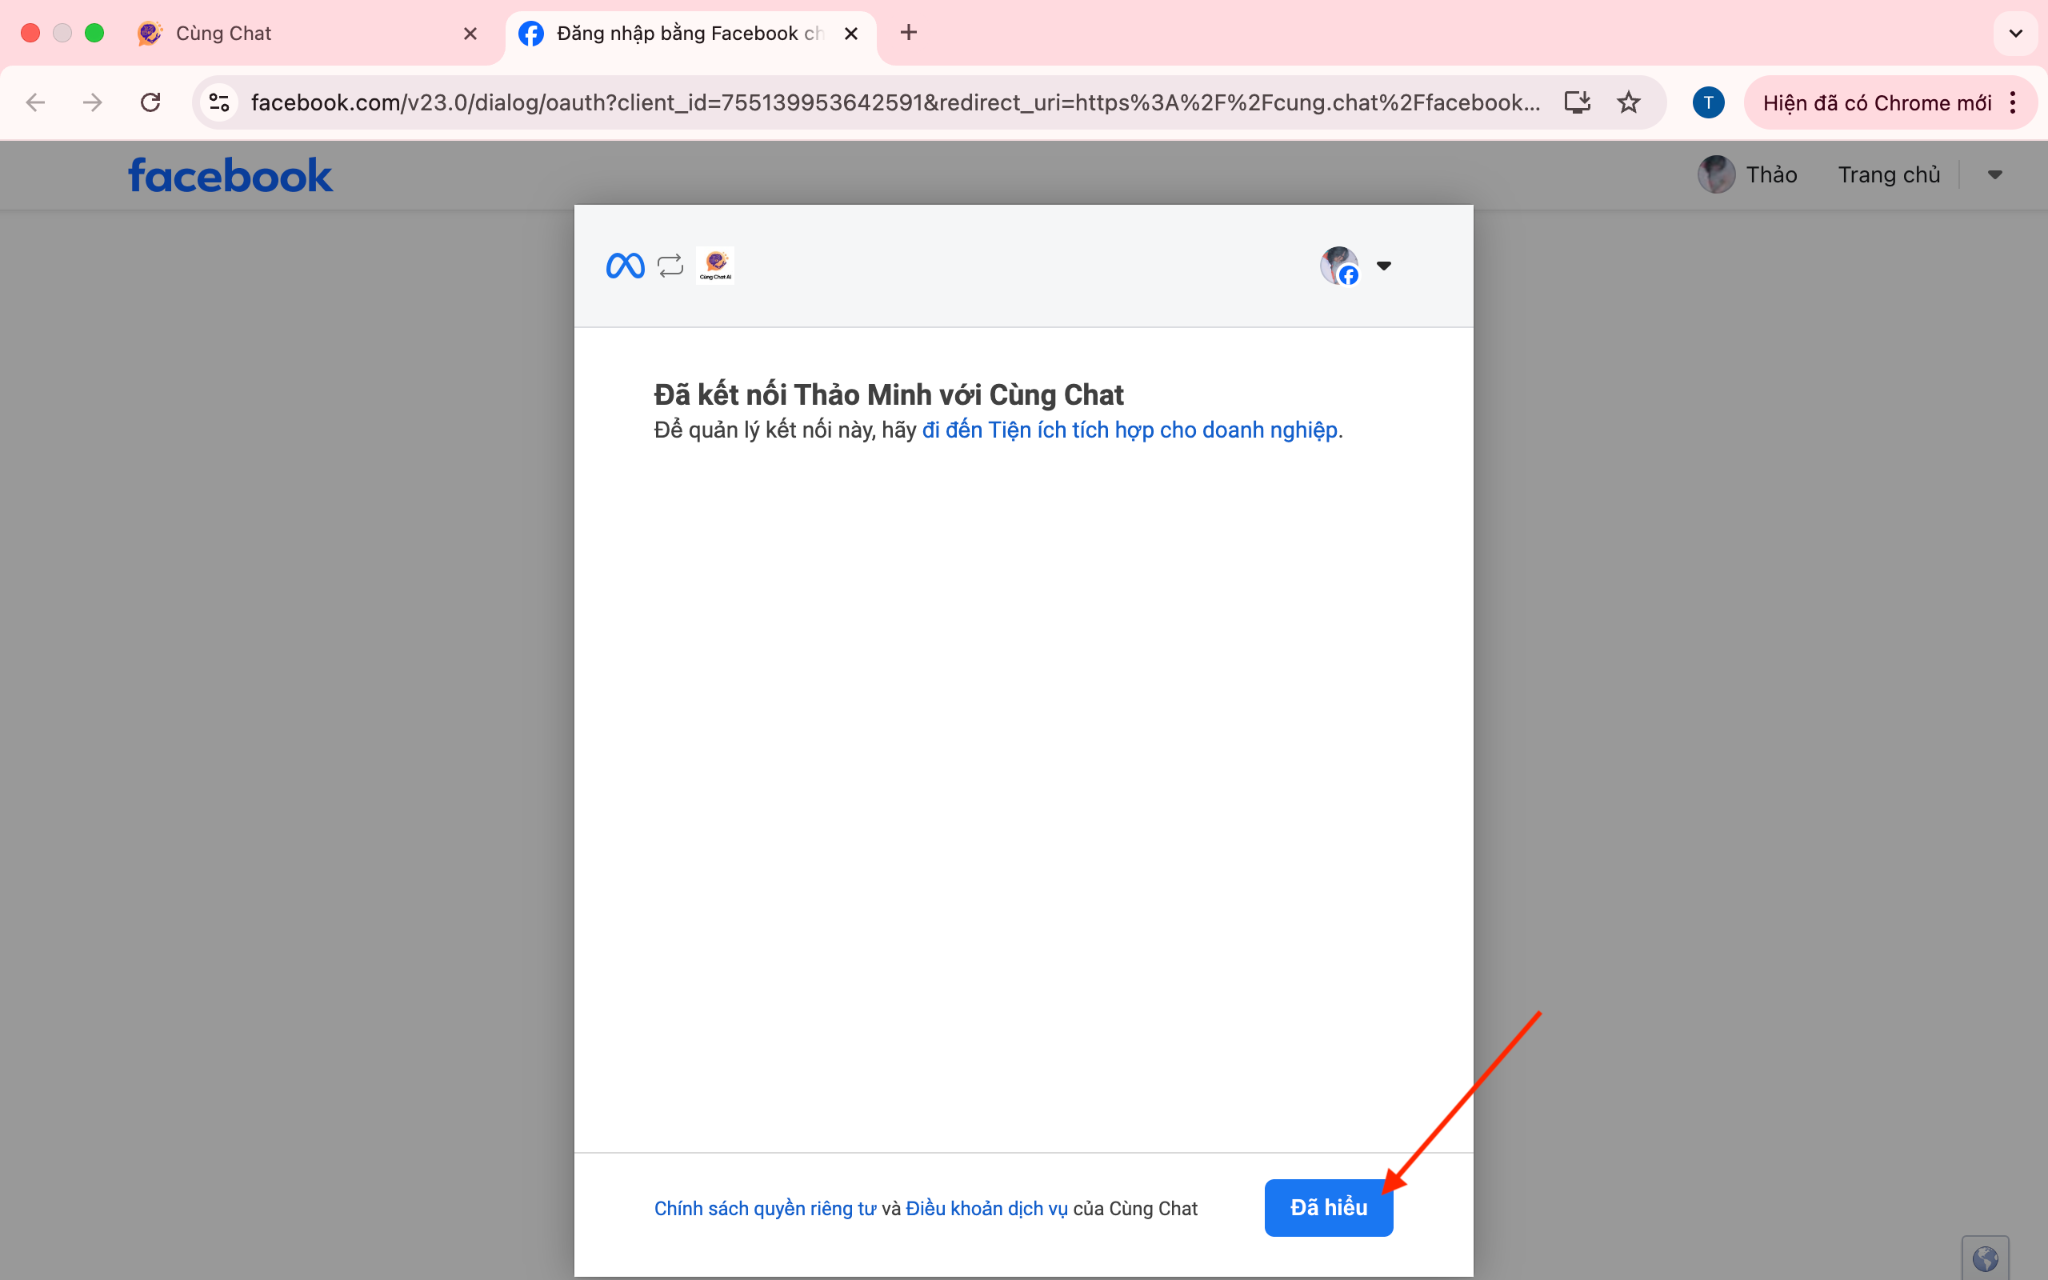 Cùng Chat
Đăng nhập bằng Facebook ch
facebook.com/v23.0/dialog/oauth?client_id=755139953642591&redirect_uri=https%3A%2F%2Fcung.chat%2Ffacebook...
T
Hiện đã có Chrome mới
facebook
Thảo
Trang chủ
Cùng Chat AI
Đã kết nối Thảo Minh với Cùng Chat
Để quản lý kết nối này, hãy đi đến Tiện ích tích hợp cho doanh nghiệp.
Chính sách quyền riêng tư và Điều khoản dịch vụ của Cùng Chat
Đã hiểu